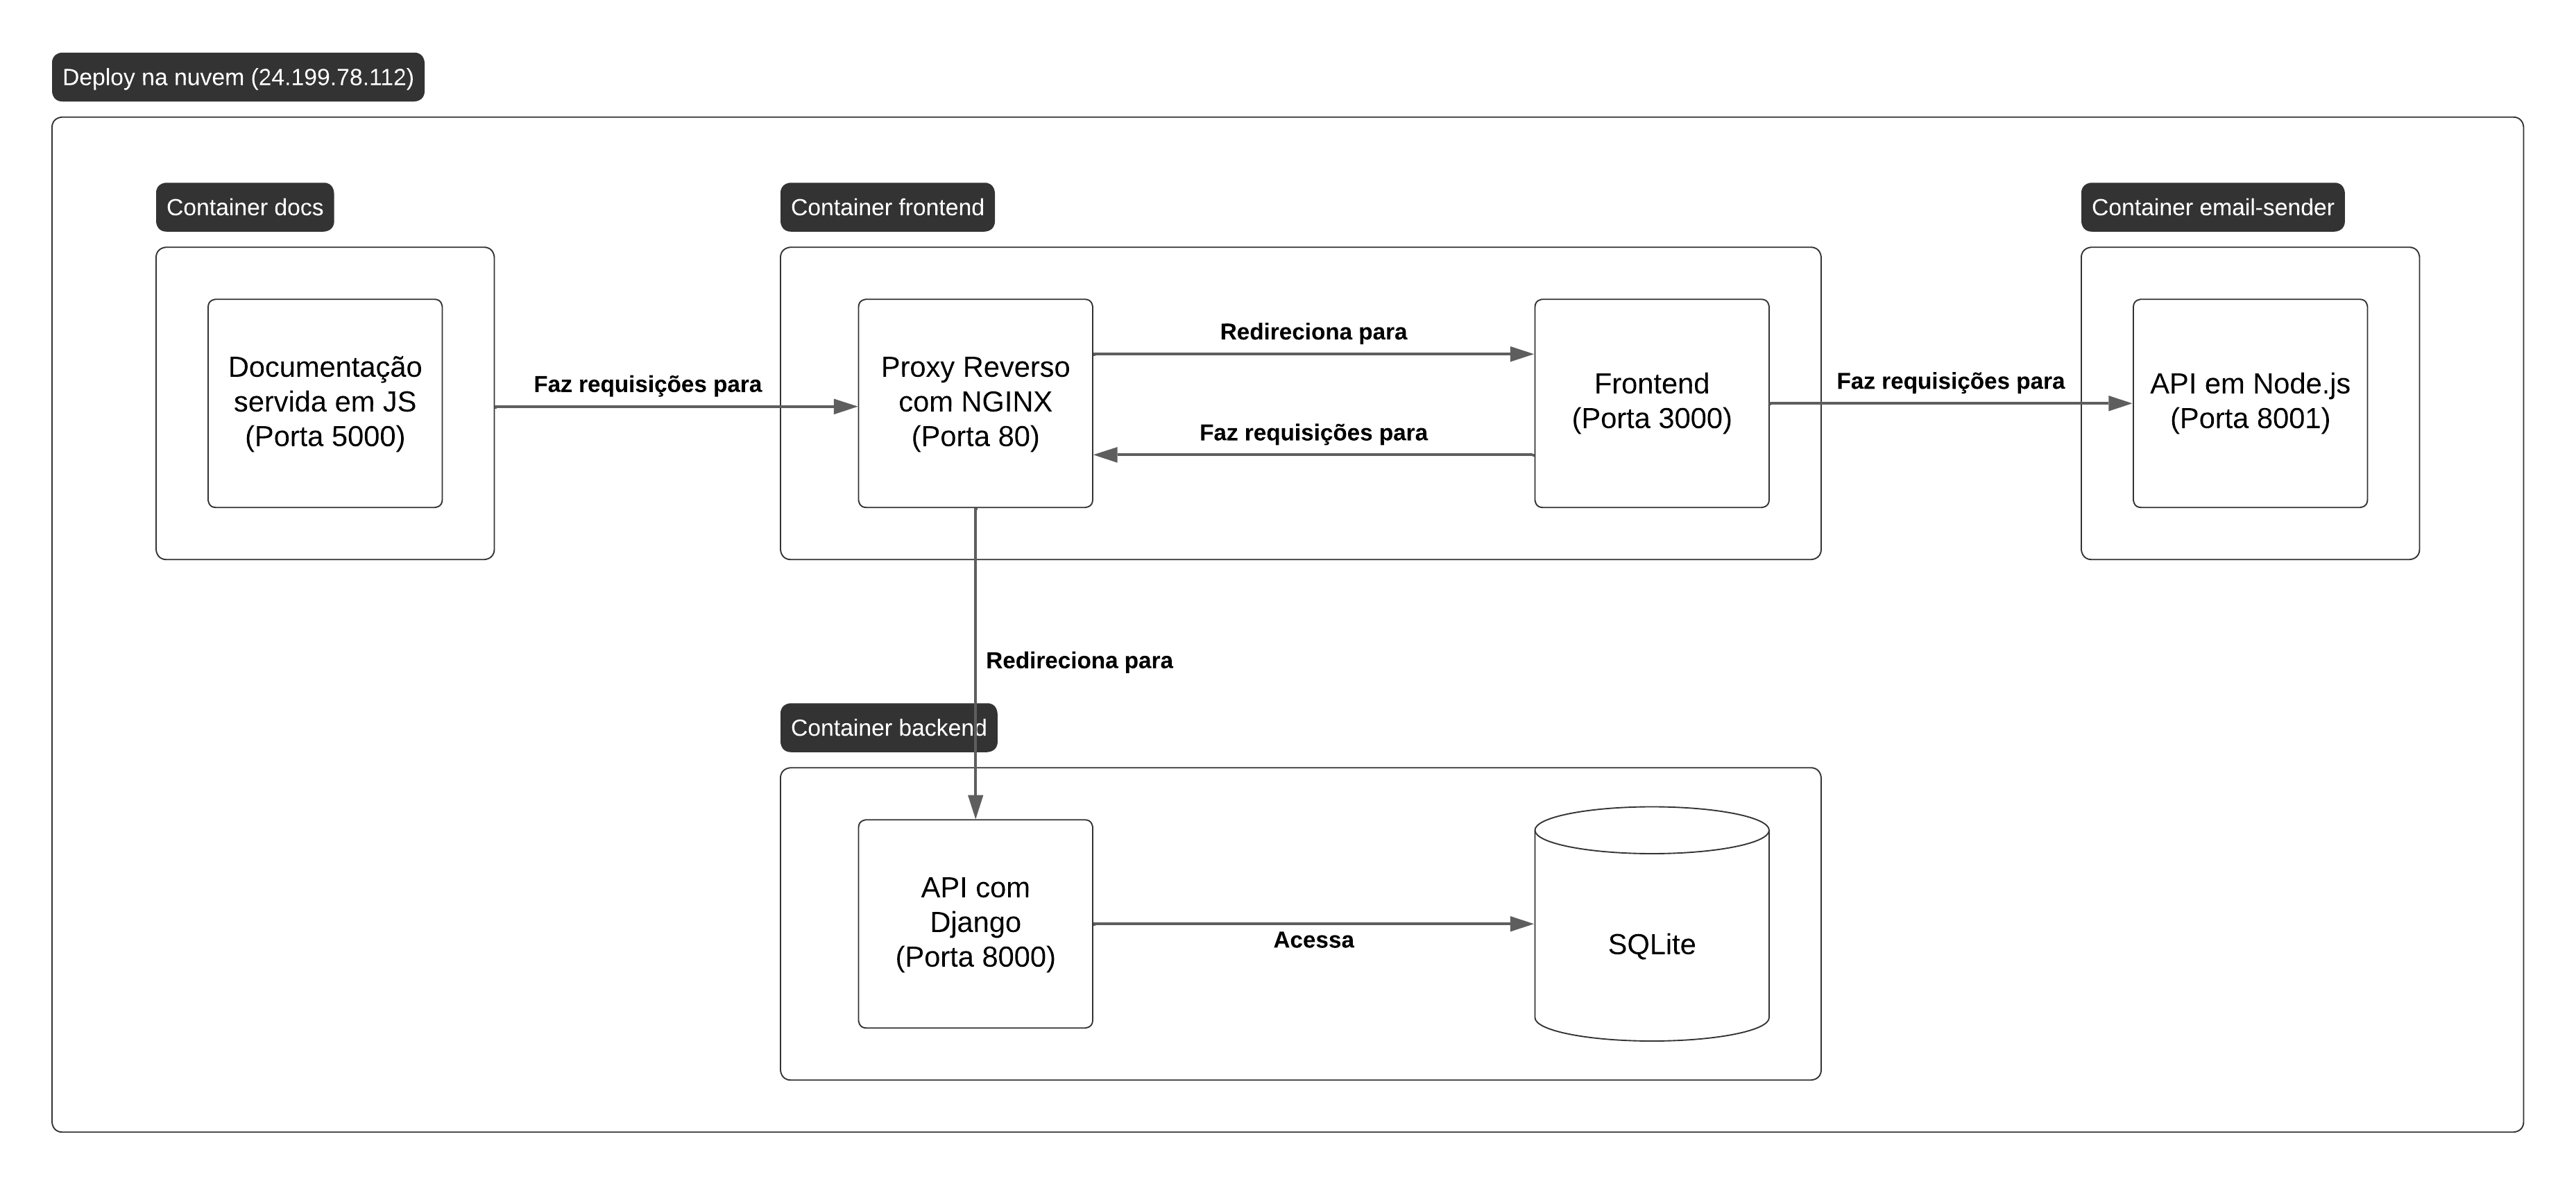 Deploy na nuvem (24.199.78.112)
Container docs
Container frontend
Container email-sender
Documentação
servida em JS
(Porta 5000)
Faz requisições para
Proxy Reverso
com NGINX
(Porta 80)
Redireciona para
Faz requisições para
Frontend
(Porta 3000)
Faz requisições para
API em Node.js
(Porta 8001)
Redireciona para
Container backend
API com
Django
(Porta 8000)
Acessa
SQLite